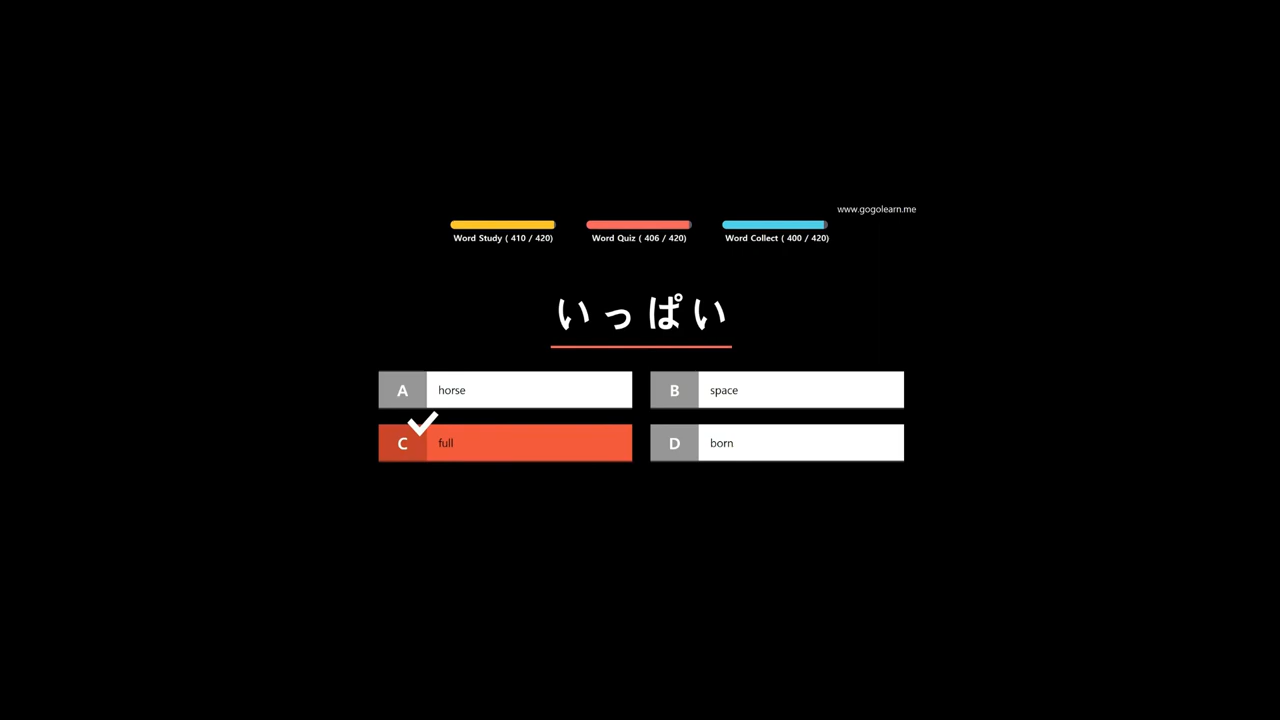 www.gogolearn.me
Word Study ( 410 / 420)
Word Quiz ( 406 / 420)
Word Collect ( 400 / 420)
いっぱい
A horse
B space
C full
D born